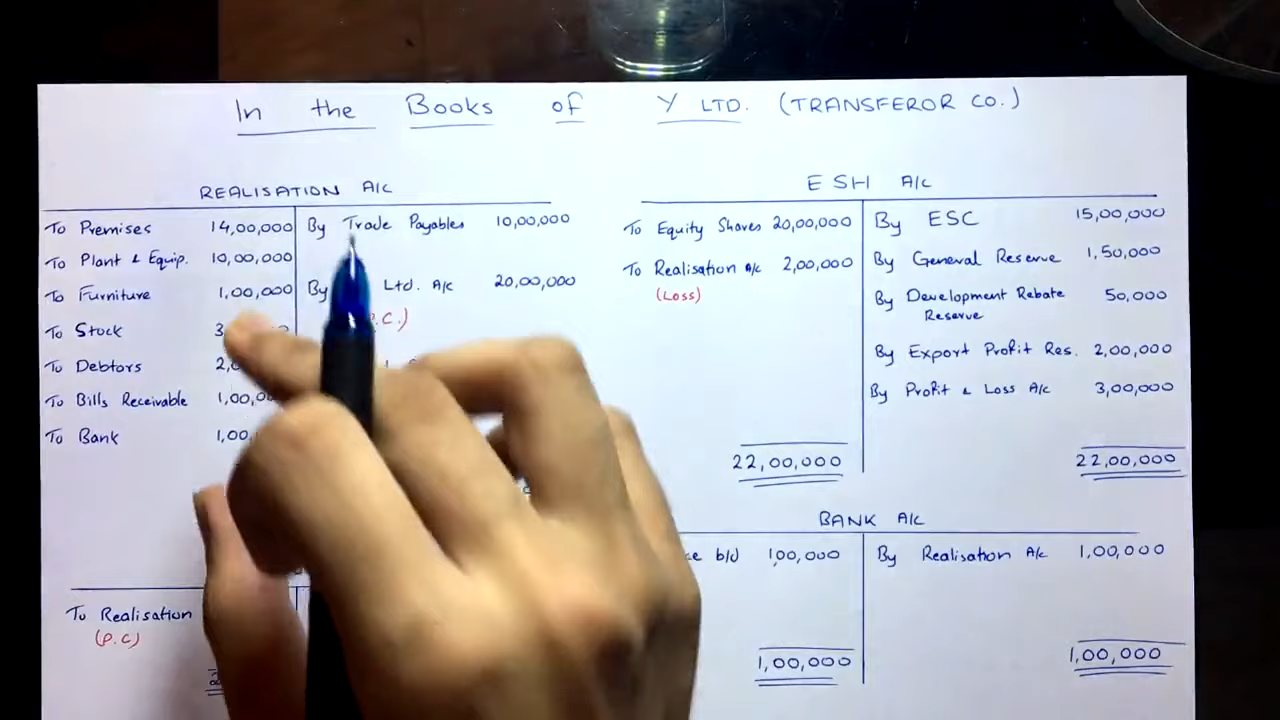 In the Books of Y LTD. (TRANSFEROR CO.)
REALISATION A/c
To Premises 14,00,000 By Trade Payables 10,00,000
To Plant & Equip. 10,00,000
To Furniture 1,00,000 By Ltd. A/c 20,00,000
To Stock
To Debtors
To Bills Receivable
To Bank
To Realisation
(P.C)
ESH A/c
To Equity Shares 20,00,000 By ESC 15,00,000
To Realisation A/c 2,00,000 By General Reserve 1,50,000
(Loss) By Development Rebate 50,000
Reserve
By Export Profit Res. 2,00,000
By Profit & Loss A/c 3,00,000
22,00,000 22,00,000
BANK A/c
b/d 1,00,000 By Realisation A/c 1,00,000
1,00,000 1,00,000